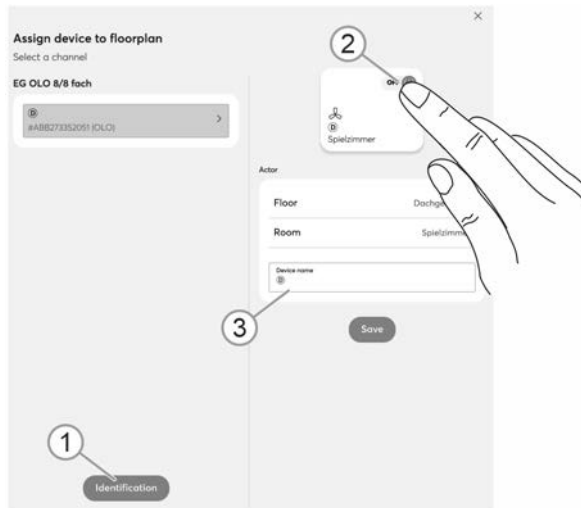 Assign device to floorplan
Select a channel
EG OLO 8/8 fach
D
#ABB273352051 (OLO)
2
D
Spielzimmer
Actor
Floor
Room
Device name
D
3
Save
1
Identification